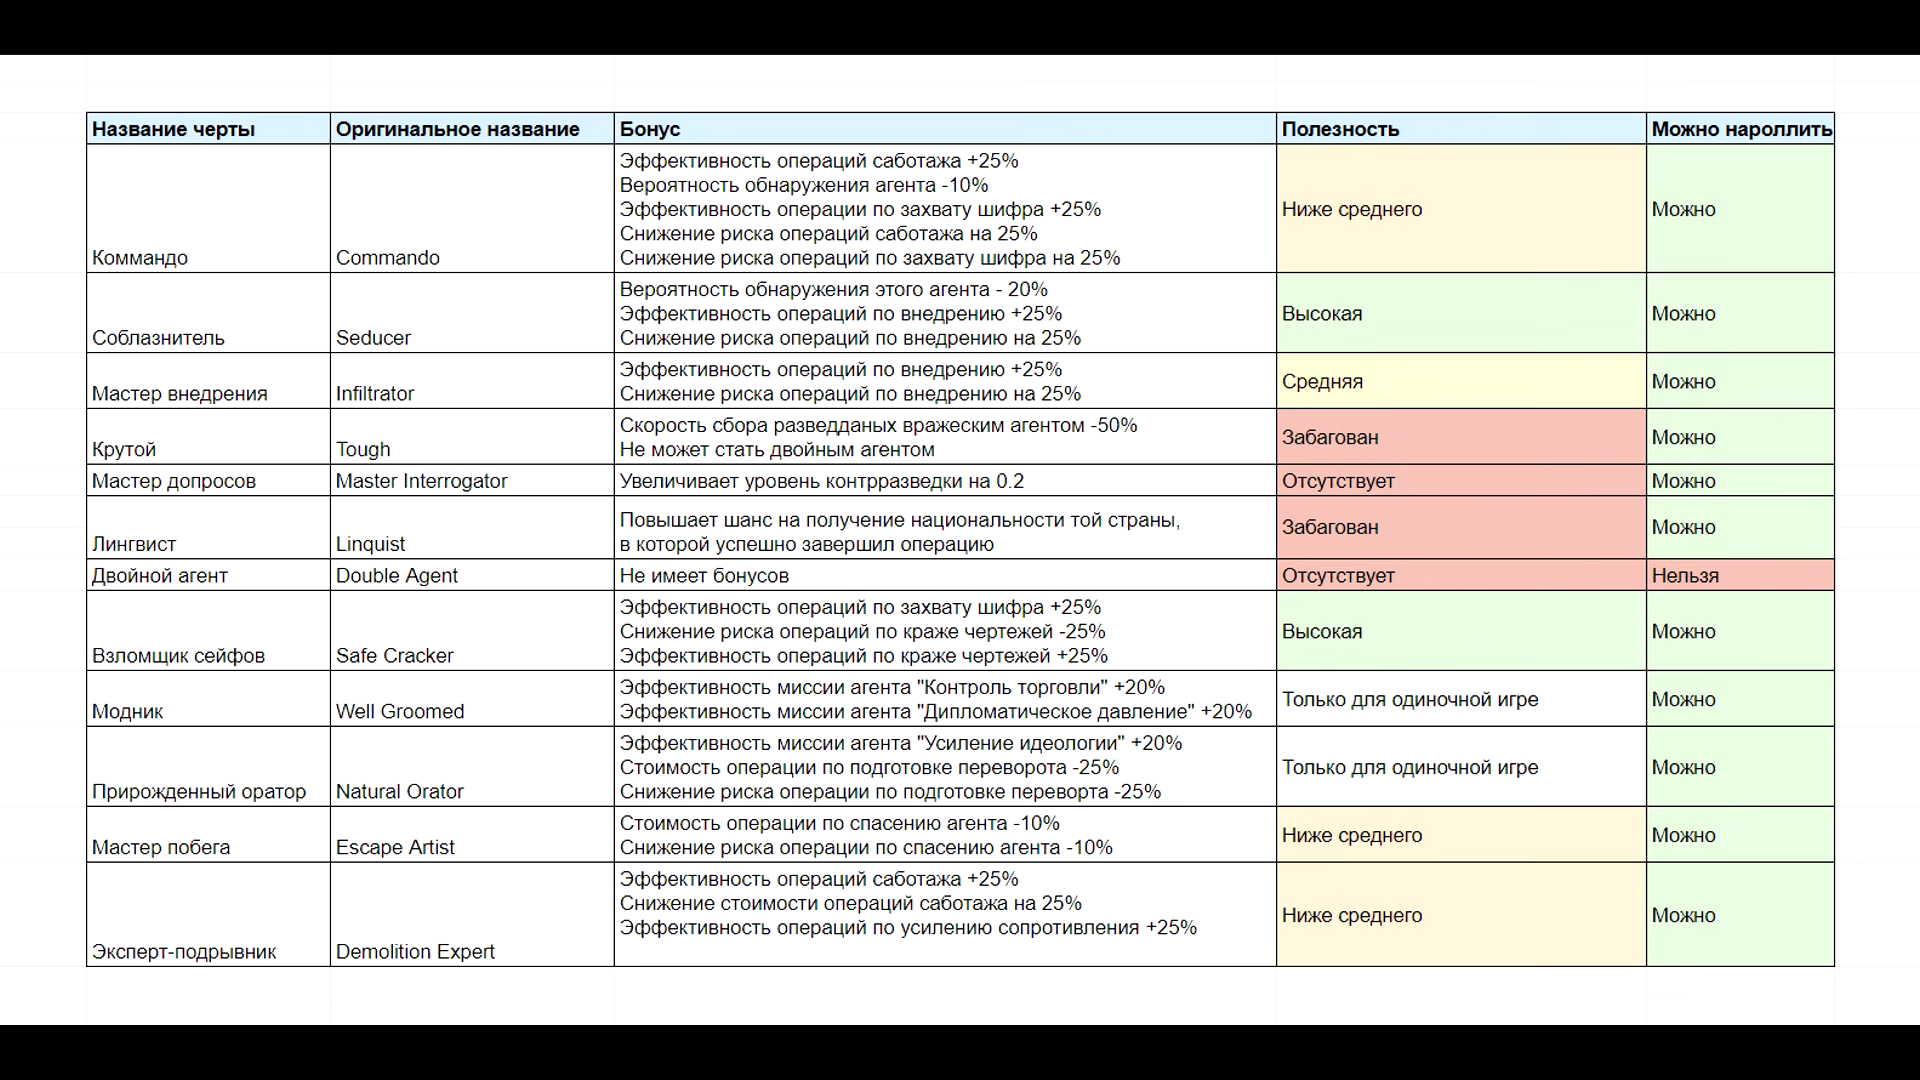 Название черты Оригинальное название Бонус Полезность Можно нароллить
Коммандо Commando Эффективность операций саботажа +25%
Вероятность обнаружения агента -10%
Эффективность операции по захвату шифра +25%
Снижение риска операций саботажа на 25%
Снижение риска операций по захвату шифра на 25% Ниже среднего Можно
Соблазнитель Seducer Вероятность обнаружения этого агента - 20%
Эффективность операций по внедрению +25%
Снижение риска операций по внедрению на 25% Высокая Можно
Мастер внедрения Infiltrator Эффективность операций по внедрению +25%
Снижение риска операций по внедрению на 25% Средняя Можно
Крутой Tough Скорость сбора разведданых вражеским агентом -50%
Не может стать двойным агентом Забагован Можно
Мастер допросов Master Interrogator Увеличивает уровень контрразведки на 0.2 Отсутствует Можно
Лингвист Linquist Повышает шанс на получение национальности той страны,
в которой успешно завершил операцию Забагован Можно
Двойной агент Double Agent Не имеет бонусов Отсутствует Нельзя
Взломщик сейфов Safe Cracker Эффективность операций по захвату шифра +25%
Снижение риска операций по краже чертежей -25%
Эффективность операций по краже чертежей +25% Высокая Можно
Модник Well Groomed Эффективность миссии агента "Контроль торговли" +20%
Эффективность миссии агента "Дипломатическое давление" +20% Только для одиночной игре Можно
Прирожденный оратор Natural Orator Эффективность миссии агента "Усиление идеологии" +20%
Стоимость операции по подготовке переворота -25%
Снижение риска операции по подготовке переворта -25% Только для одиночной игре Можно
Мастер побега Escape Artist Стоимость операции по спасению агента -10%
Снижение риска операции по спасению агента -10% Ниже среднего Можно
Эксперт-подрывник Demolition Expert Эффективность операций саботажа +25%
Снижение стоимости операций саботажа на 25%
Эффективность операций по усилению сопротивления +25% Ниже среднего Можно